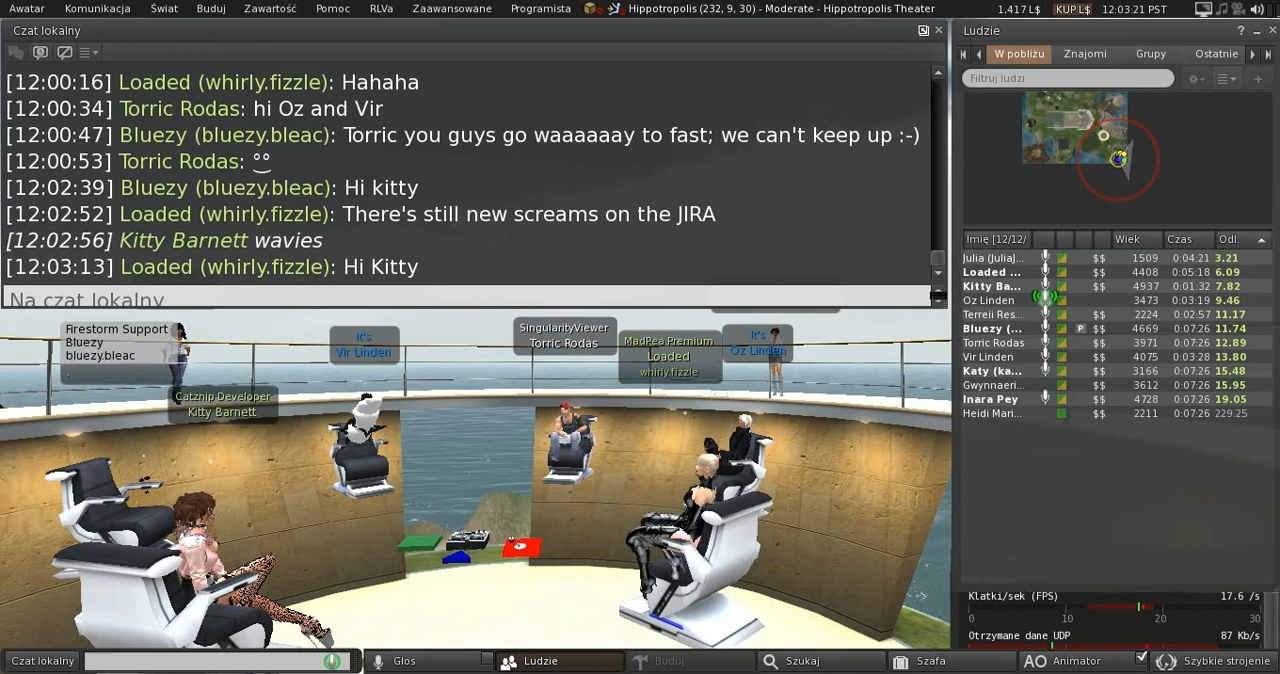 Awatar Komunikacja Świat Buduj Zawartość Pomoc RLVa Zaawansowane Programista Hippotropolis (232, 9, 30) - Moderate - Hippotropolis Theater 1,417 L$ KUP L$ 12:03:21 PST
Czat lokalny
[12:00:16] Loaded (whirly.fizzle): Hahaha
[12:00:34] Torric Rodas: hi Oz and Vir
[12:00:47] Bluezy (bluezy.bleac): Torric you guys go waaaaaay to fast; we can't keep up :-)
[12:00:53] Torric Rodas:
[12:02:39] Bluezy (bluezy.bleac): Hi kitty
[12:02:52] Loaded (whirly.fizzle): There's still new screams on the JIRA
[12:02:56] Kitty Barnett wavies
[12:03:13] Loaded (whirly.fizzle): Hi Kitty
Na czat lokalny
Firestorm Support
Bluezy
bluezy.bleac
Catznip Developer
Kitty Barnett
It's
Vir Linden
SingularityViewer
Torric Rodas
MadPea Premium
Loaded
whirly.fizzle
It's
Oz Linden
Ludzie
W pobliżu Znajomi Grupy Ostatnie
Filtruj ludzi
Imię [12/12/ Wiek Czas Odl.
Julia (JuliaJ... $$ 1509 0:04:21 3.21
Loaded ... $$ 4408 0:05:18 6.09
Kitty Ba... $$ 4937 0:01:32 7.82
Oz Linden 3473 0:03:19 9.46
Terreii Res... $$ 2224 0:02:57 11.17
Bluezy (... P $$ 4669 0:07:26 11.74
Torric Rodas $$ 3971 0:07:26 12.89
Vir Linden $$ 4075 0:03:28 13.80
Katy (ka... $$ 3166 0:07:26 15.48
Gwynnaeri... $$ 3612 0:07:26 15.95
Inara Pey $$ 4728 0:07:26 19.05
Heidi Mari... $$ 2211 0:07:26 229.25
Klatki/sek (FPS) 17.6 /s
0 10 20 30
Otrzymane dane UDP 87 Kb/s
Czat lokalny Głos Ludzie Buduj Szukaj Szafa AO Animator Szybkie strojenie